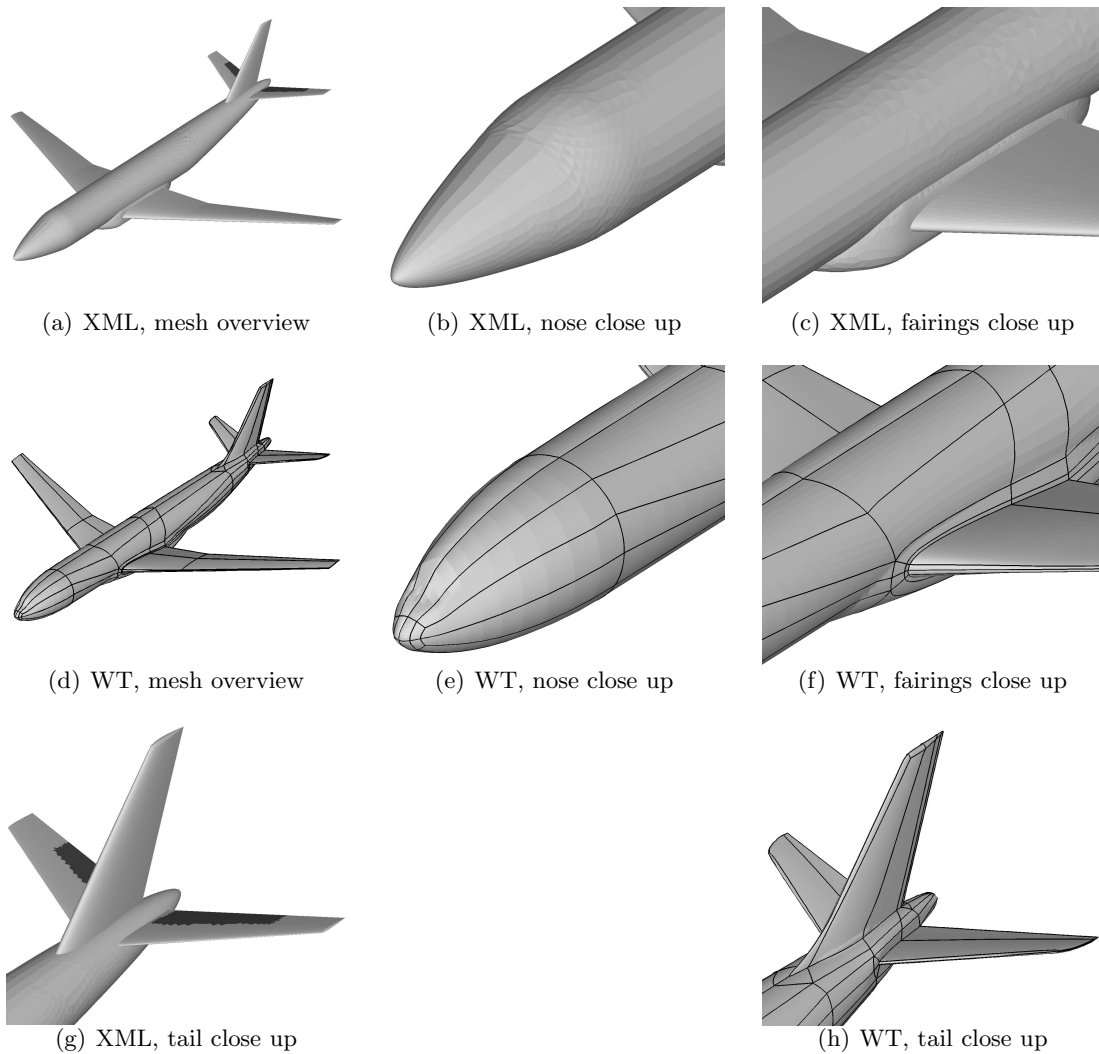 (a) XML, mesh overview
(b) XML, nose close up
(c) XML, fairings close up
(d) WT, mesh overview
(e) WT, nose close up
(f) WT, fairings close up
(g) XML, tail close up
(h) WT, tail close up